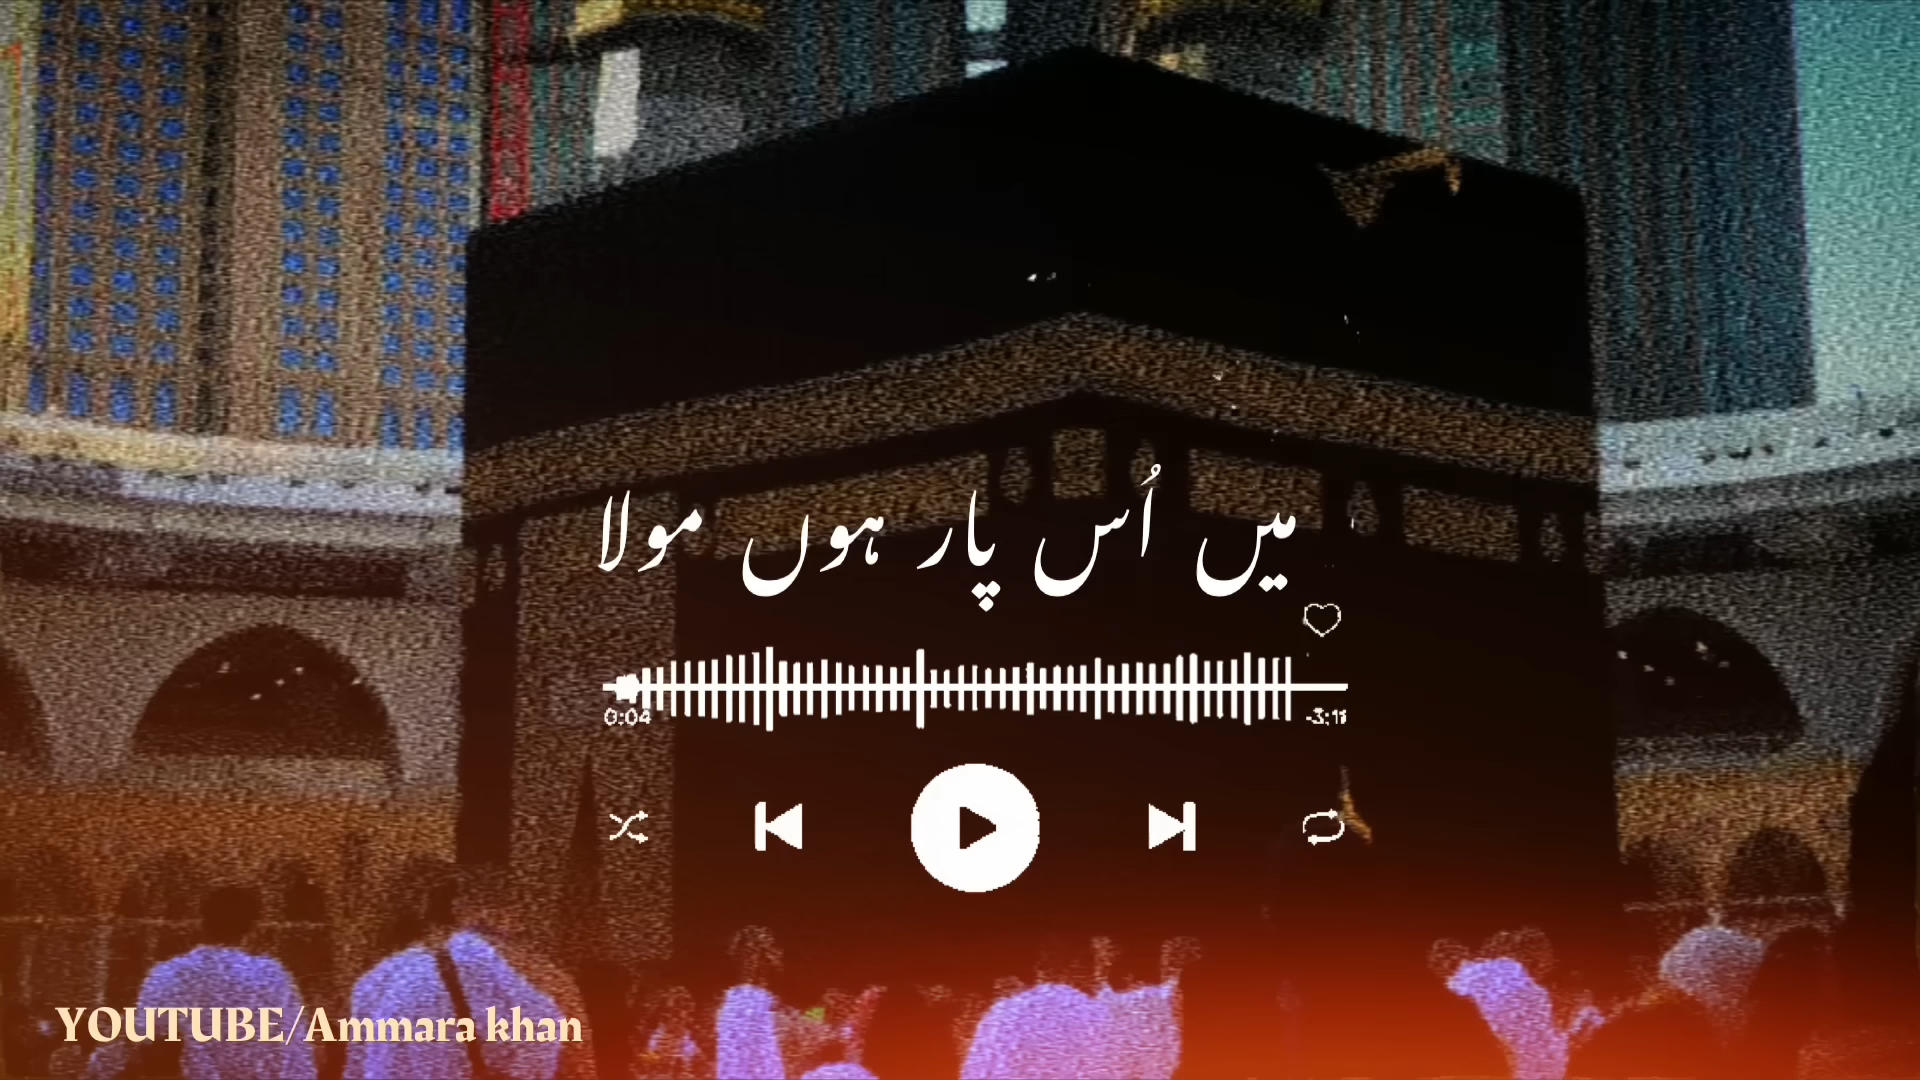 میں اُس پار ہوں مولا
0:04
-3:11
YOUTUBE/Ammara khan